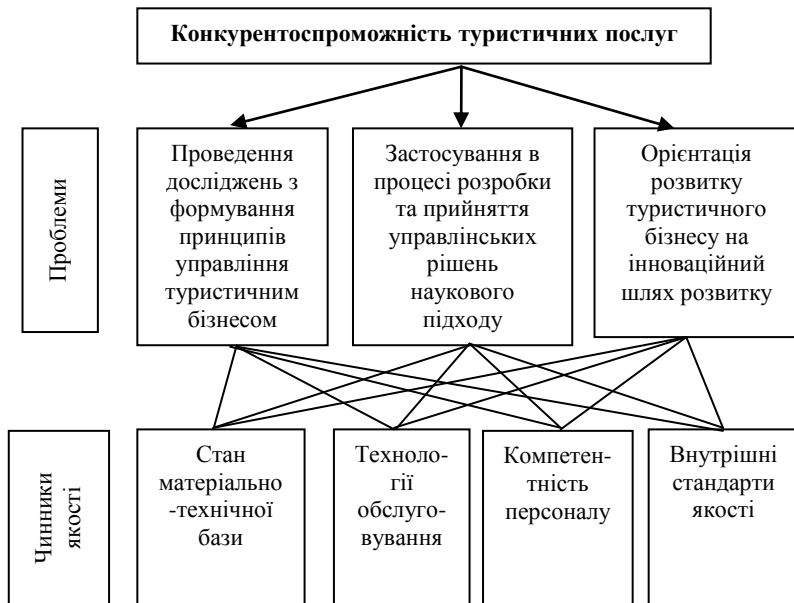 Конкурентоспроможність туристичних послуг
Проблеми
Проведення
досліджень з
формування
принципів
управління
туристичним
бізнесом
Застосування в
процесі розробки
та прийняття
управлінських
рішень
наукового
підходу
Орієнтація
розвитку
туристичного
бізнесу на
інноваційний
шлях розвитку
Чинники
якості
Стан
матеріально
-технічної
бази
Техноло-
гії
обслуго-
вування
Компетен-
тність
персоналу
Внутрішні
стандарти
якості